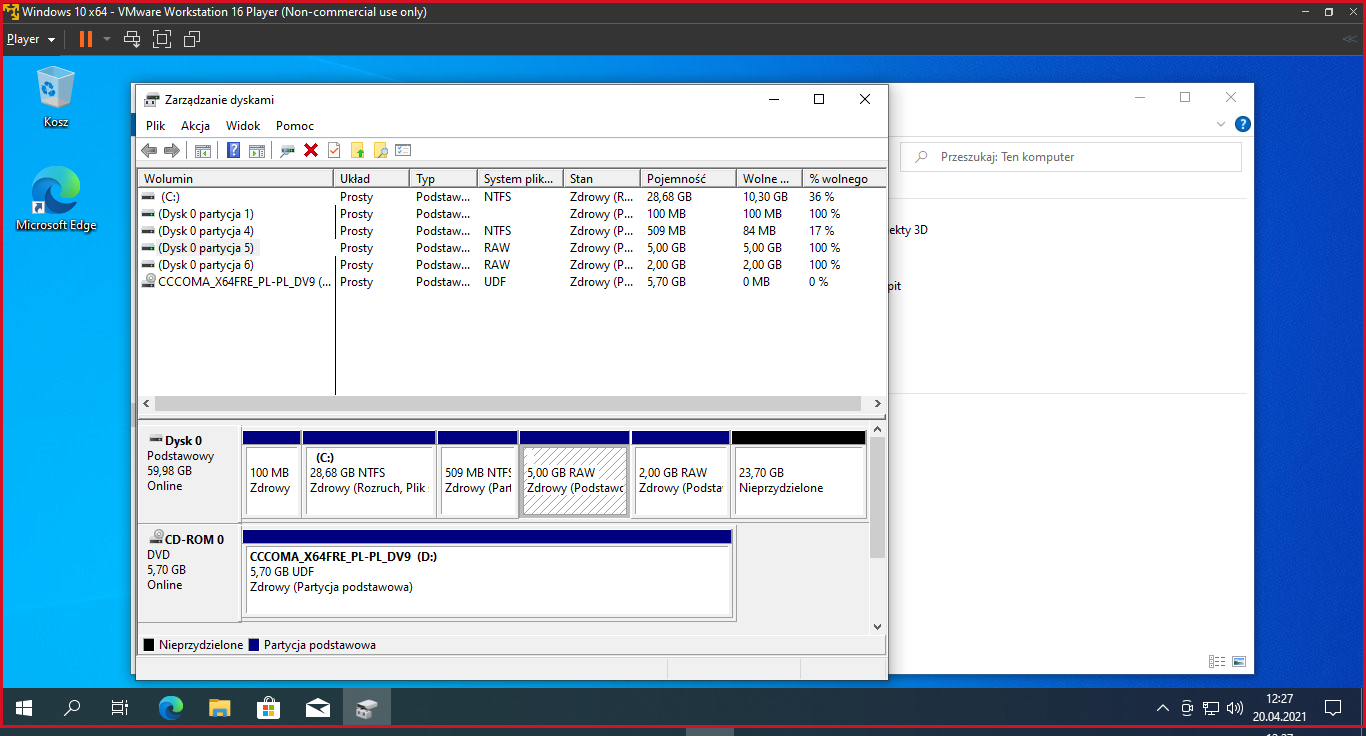 Windows 10 x64 - VMware Workstation 16 Player (Non-commercial use only)
Player
Kosz
Microsoft Edge
Zarządzanie dyskami
Plik Akcja Widok Pomoc
Przeszukaj: Ten komputer
Wolumin Układ Typ System plik... Stan Pojemność Wolne ... % wolnego
(C:) Prosty Podstaw... NTFS Zdrowy (R... 28,68 GB 10,30 GB 36 %
(Dysk 0 partycja 1) Prosty Podstaw... Zdrowy (P... 100 MB 100 MB 100 %
(Dysk 0 partycja 4) Prosty Podstaw... NTFS Zdrowy (P... 509 MB 84 MB 17 %
(Dysk 0 partycja 5) Prosty Podstaw... RAW Zdrowy (P... 5,00 GB 5,00 GB 100 %
(Dysk 0 partycja 6) Prosty Podstaw... RAW Zdrowy (P... 2,00 GB 2,00 GB 100 %
CCCOMA_X64FRE_PL-PL_DV9 (... Prosty Podstaw... UDF Zdrowy (P... 5,70 GB 0 MB 0 %
ekty 3D
pit
Dysk 0
Podstawowy
59,98 GB
Online
100 MB
Zdrowy
(C:)
28,68 GB NTFS
Zdrowy (Rozruch, Plik
509 MB NTFS
Zdrowy (Part
5,00 GB RAW
Zdrowy (Podstawo
2,00 GB RAW
Zdrowy (Podsta
23,70 GB
Nieprzydzielone
CD-ROM 0
DVD
5,70 GB
Online
CCCOMA_X64FRE_PL-PL_DV9 (D:)
5,70 GB UDF
Zdrowy (Partycja podstawowa)
Nieprzydzielone Partycja podstawowa
12:27
20.04.2021